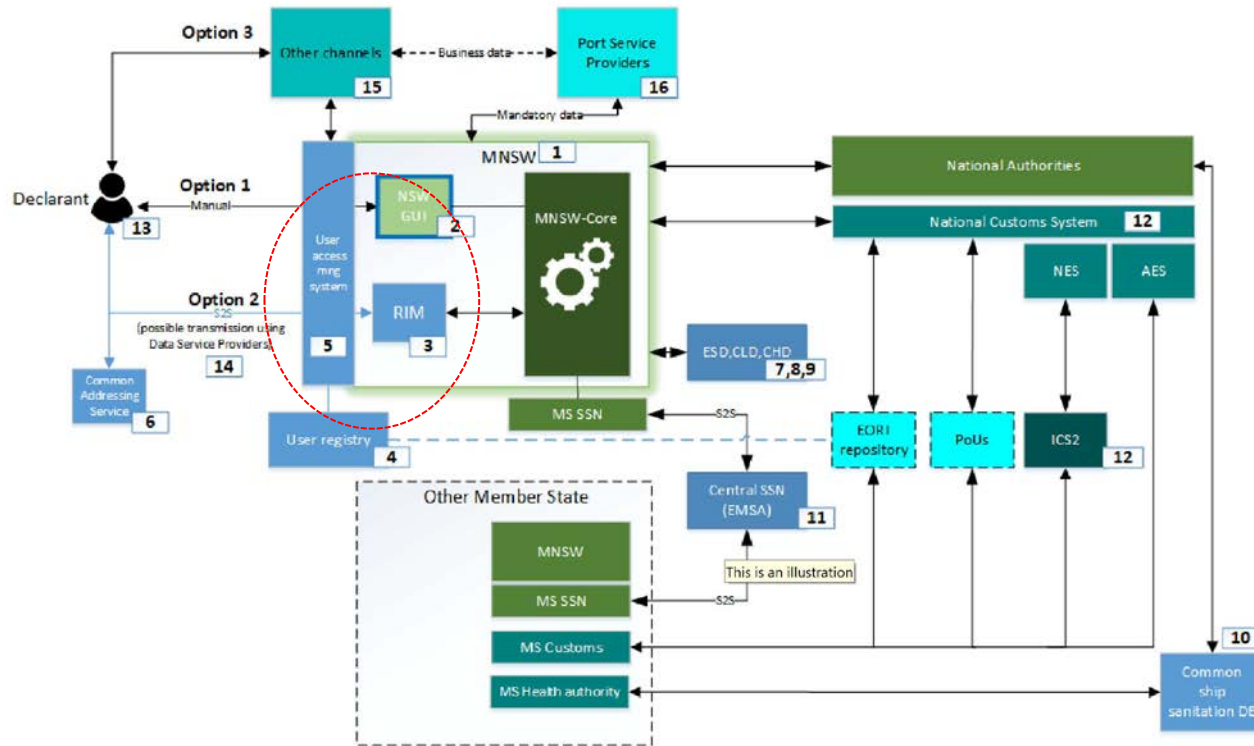 Option 3
Other channels
15
Business data
Port Service
Providers
16
Mandatory data
MNSW
1
National Authorities
Declarant
13
Option 1
Manual
NSW
GUI
2
MNSW-Core
National Customs System
12
User
access
mng
system
5
NES
AES
Option 2
S2S
(possible transmission using
Data Service Providers)
14
RIM
3
ESD,CLD,CHD
7,8,9
Common
Addressing
Service
6
MS SSN
S2S
User registry
4
EORI
repository
PoUs
ICS2
12
Other Member State
Central SSN
(EMSA)
11
MNSW
This is an illustration
MS SSN
S2S
MS Customs
10
MS Health authority
Common
ship
sanitation DB